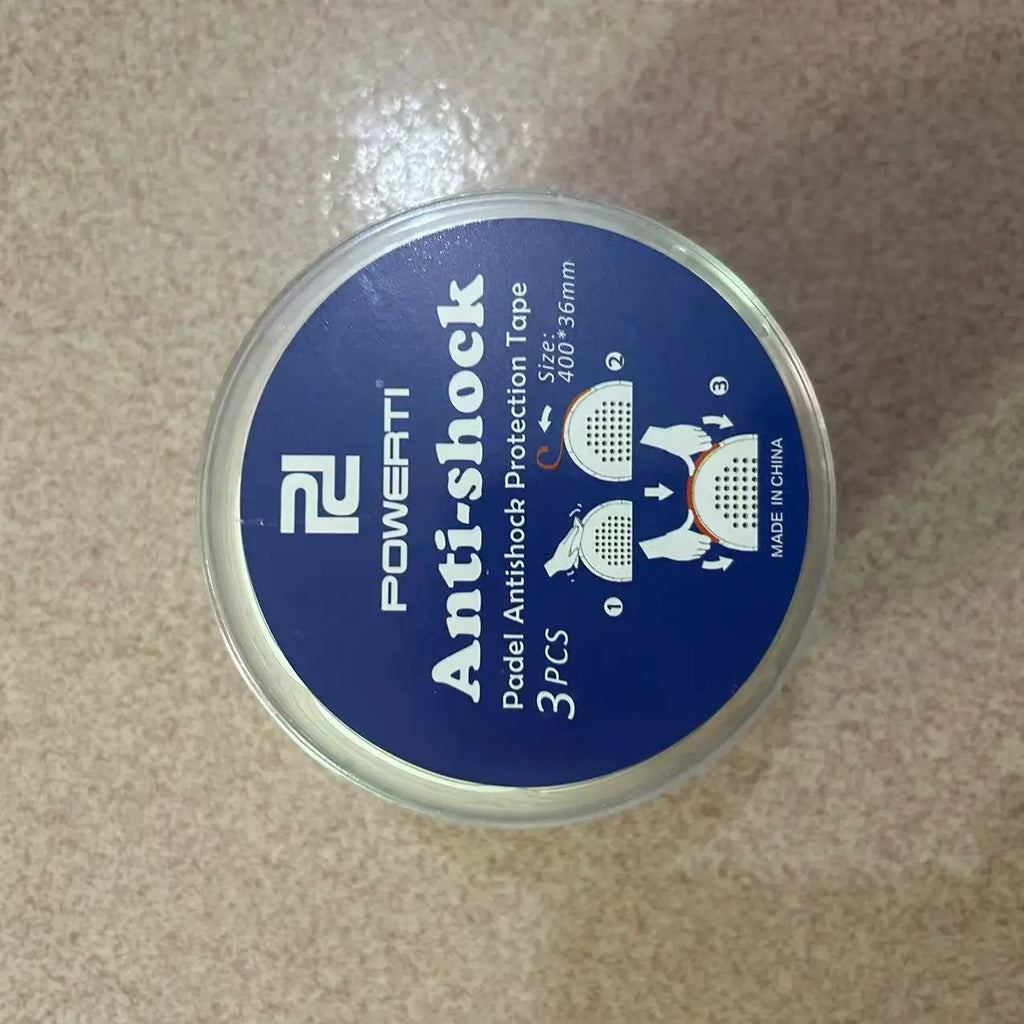 POWERTI®
Anti-shock
Padel Antishock Protection Tape
3PCS
Size:
400*36mm
1
2
3
MADE IN CHINA